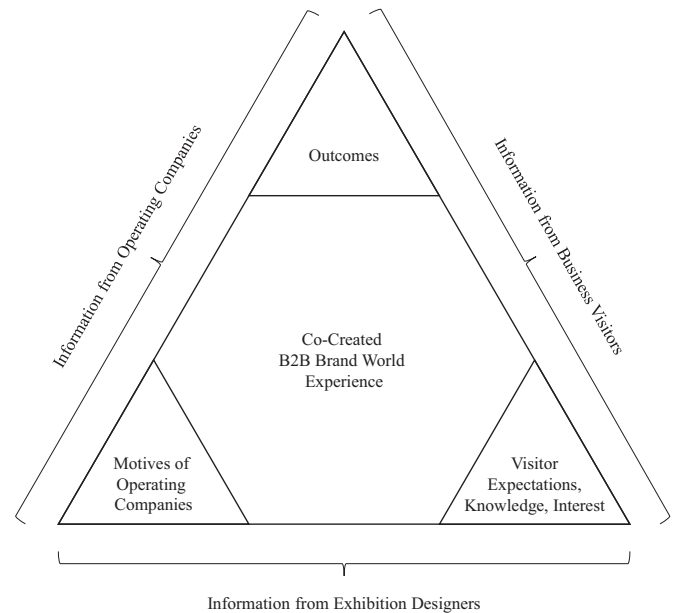 Outcomes
Information from Operating Companies
Information from Business Visitors
Co-Created
B2B Brand World
Experience
Motives of
Operating
Companies
Visitor
Expectations,
Knowledge, Interest
Information from Exhibition Designers